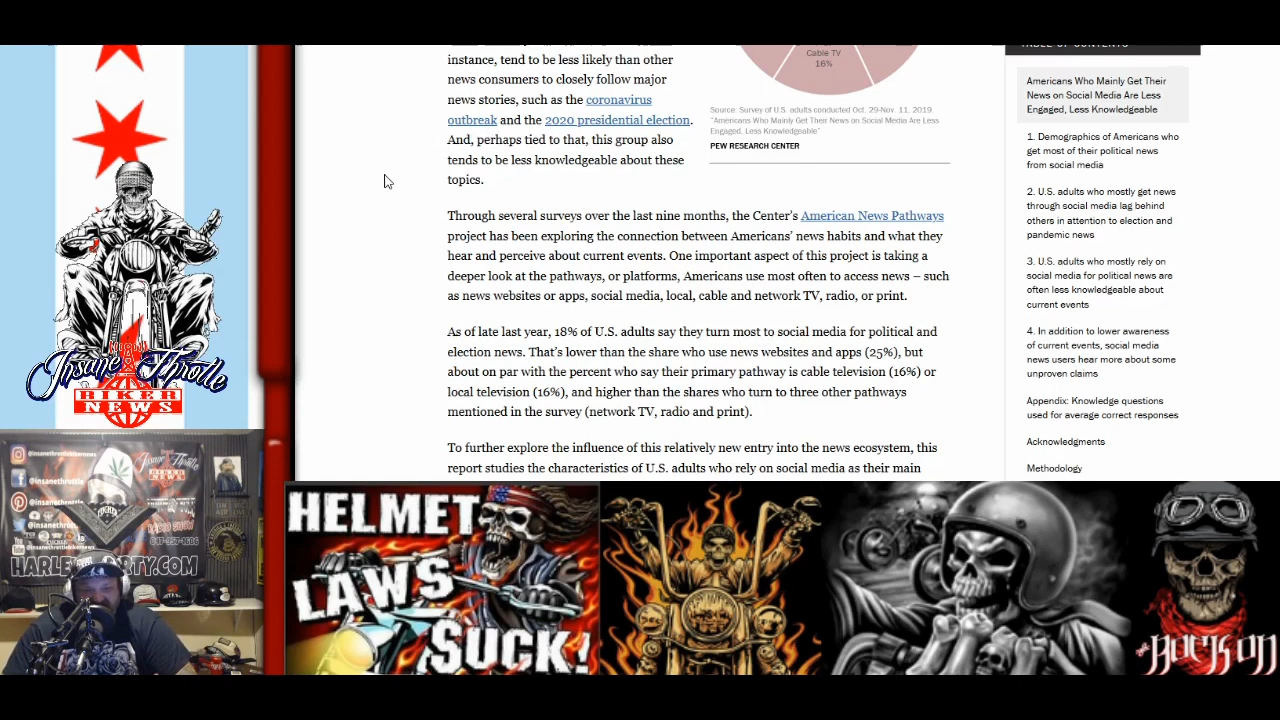 instance, tend to be less likely than other
news consumers to closely follow major
news stories, such as the coronavirus
outbreak and the 2020 presidential election.
And, perhaps tied to that, this group also
tends to be less knowledgeable about these
topics.
Cable TV
16%
Source: Survey of U.S. adults conducted Oct. 29-Nov. 11, 2019.
"Americans Who Mainly Get Their News on Social Media Are Less
Engaged, Less Knowledgeable"
PEW RESEARCH CENTER
Through several surveys over the last nine months, the Center's American News Pathways
project has been exploring the connection between Americans' news habits and what they
hear and perceive about current events. One important aspect of this project is taking a
deeper look at the pathways, or platforms, Americans use most often to access news – such
as news websites or apps, social media, local, cable and network TV, radio, or print.
As of late last year, 18% of U.S. adults say they turn most to social media for political and
election news. That's lower than the share who use news websites and apps (25%), but
about on par with the percent who say their primary pathway is cable television (16%) or
local television (16%), and higher than the shares who turn to three other pathways
mentioned in the survey (network TV, radio and print).
To further explore the influence of this relatively new entry into the news ecosystem, this
report studies the characteristics of U.S. adults who rely on social media as their main
TABLE OF CONTENTS
Americans Who Mainly Get Their
News on Social Media Are Less
Engaged, Less Knowledgeable
1. Demographics of Americans who
get most of their political news
from social media
2. U.S. adults who mostly get news
through social media lag behind
others in attention to election and
pandemic news
3. U.S. adults who mostly rely on
social media for political news are
often less knowledgeable about
current events
4. In addition to lower awareness
of current events, social media
news users hear more about some
unproven claims
Appendix: Knowledge questions
used for average correct responses
Acknowledgments
Methodology
Insane Throttle
BIKER
NEWS
@insanethrottlebikernews
@insanethrottle
@insanethrottle
@insanethrottlebikernews
RADIO SHOW
HARLEYLIBERTY.COM
HELMET
LAWS
SUCK!
ROCK ON